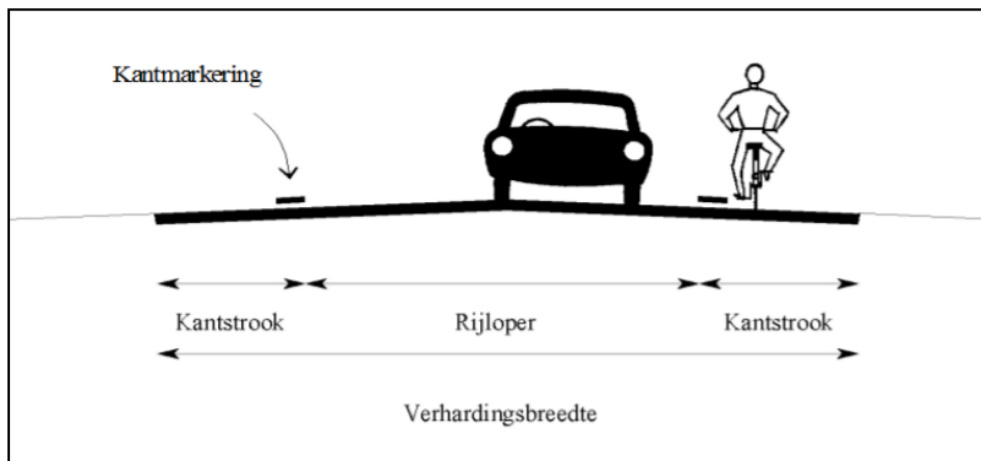 Kantmarkering
Kantstrook
Rijloper
Kantstrook
Verhardingsbreedte